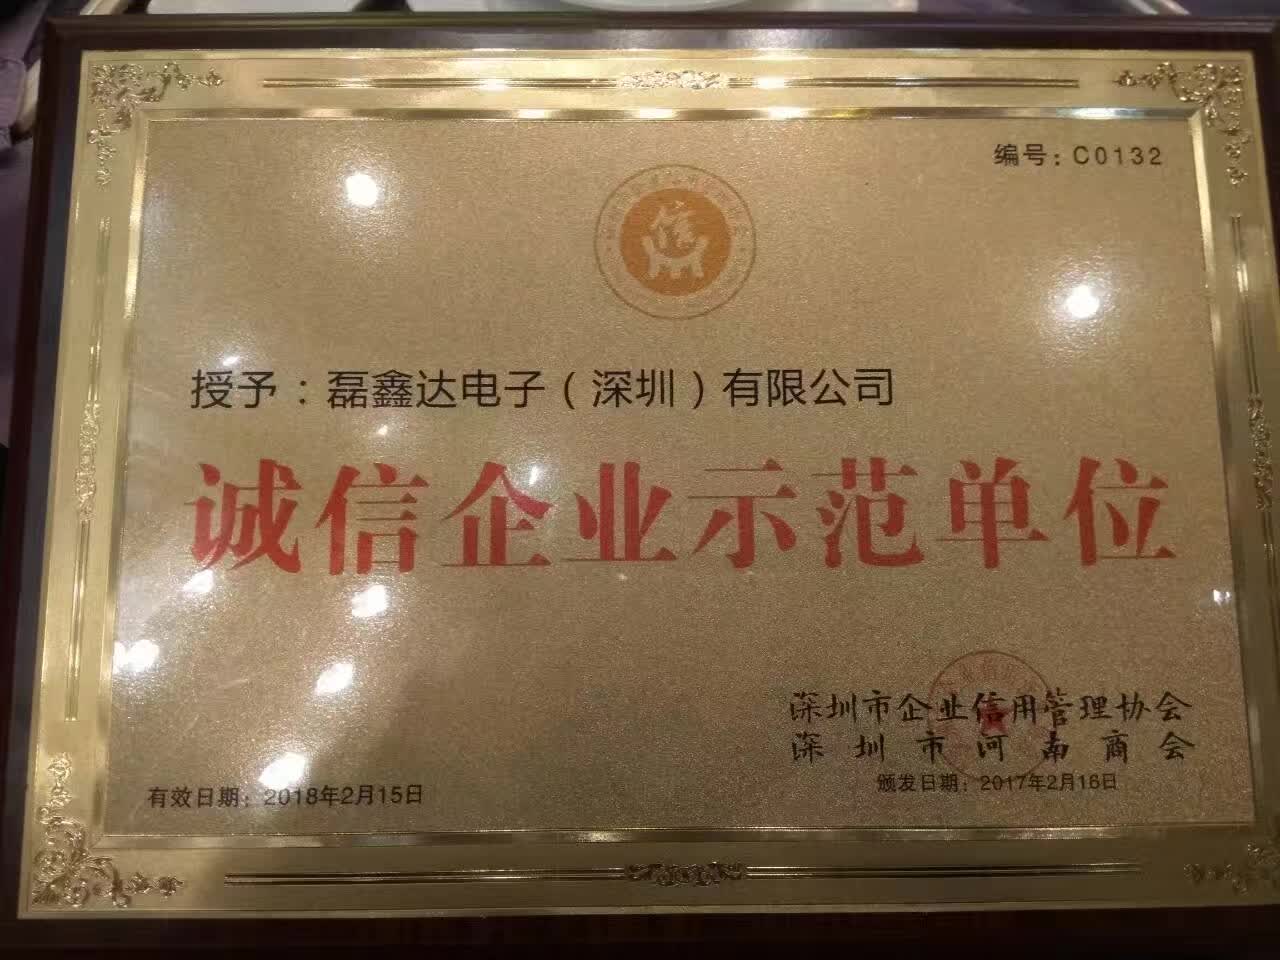 编号：C0132
信
授予：磊鑫达电子（深圳）有限公司
诚信企业示范单位
深圳市企业信用管理协会
深圳市河南商会
颁发日期：2017年2月16日
有效日期：2018年2月15日